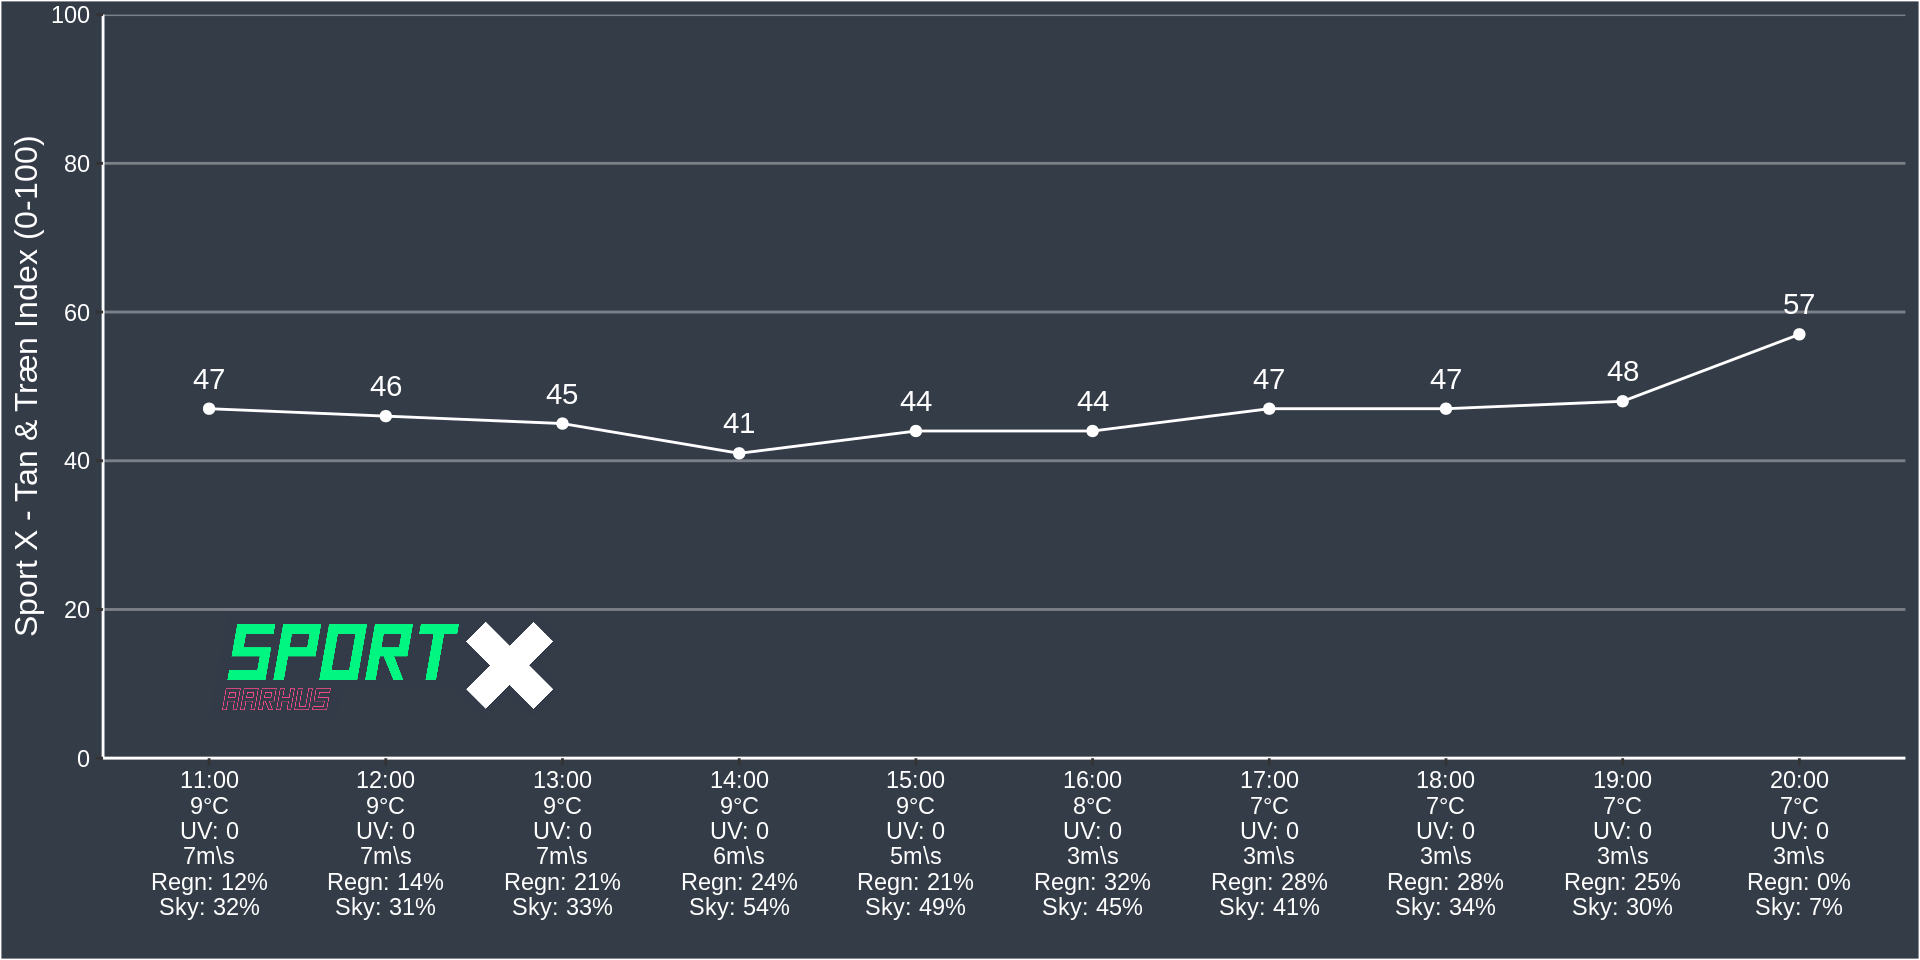 Sport X - Tan & Træn Index (0-100)
100
80
60
40
20
0
47
46
45
41
44
44
47
47
48
57
SPORT X
AARHUS
11:00
9°C
UV: 0
7m\s
Regn: 12%
Sky: 32%
12:00
9°C
UV: 0
7m\s
Regn: 14%
Sky: 31%
13:00
9°C
UV: 0
7m\s
Regn: 21%
Sky: 33%
14:00
9°C
UV: 0
6m\s
Regn: 24%
Sky: 54%
15:00
9°C
UV: 0
5m\s
Regn: 21%
Sky: 49%
16:00
8°C
UV: 0
3m\s
Regn: 32%
Sky: 45%
17:00
7°C
UV: 0
3m\s
Regn: 28%
Sky: 41%
18:00
7°C
UV: 0
3m\s
Regn: 28%
Sky: 34%
19:00
7°C
UV: 0
3m\s
Regn: 25%
Sky: 30%
20:00
7°C
UV: 0
3m\s
Regn: 0%
Sky: 7%